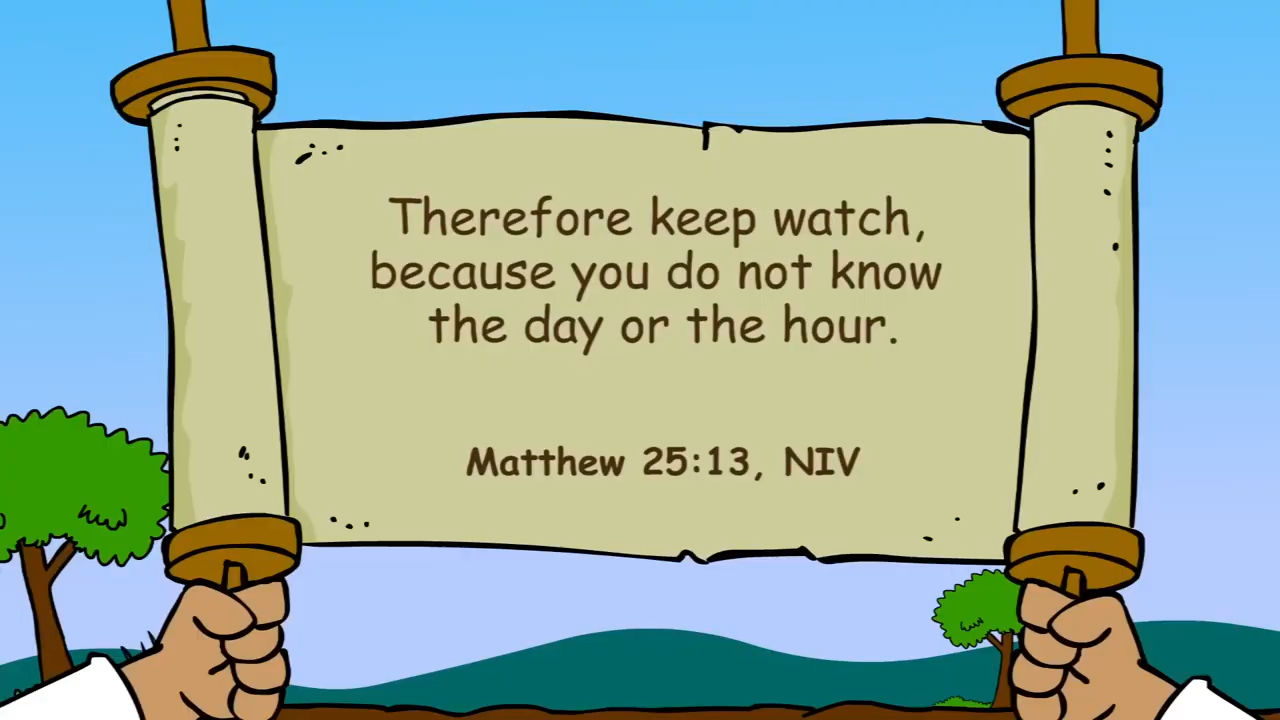 Therefore keep watch,
because you do not know
the day or the hour.
Matthew 25:13, NIV